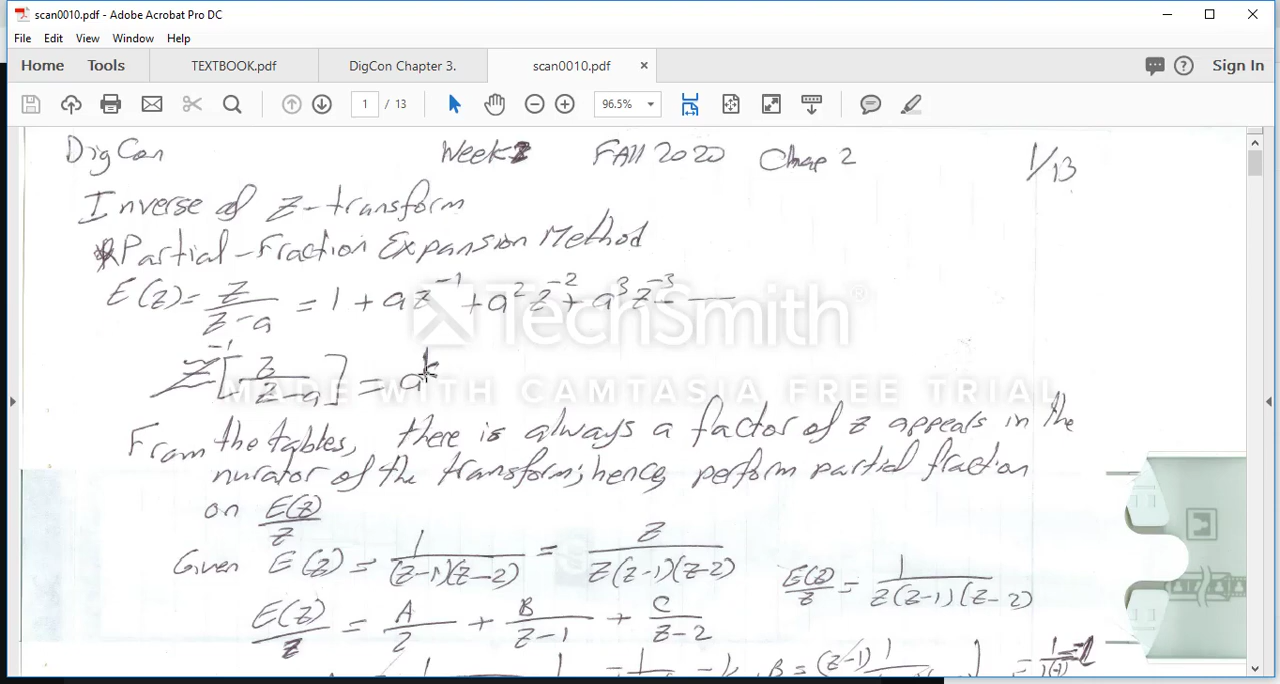 scan0010.pdf - Adobe Acrobat Pro DC
File Edit View Window Help
Home Tools TEXTBOOK.pdf DigCon Chapter 3. scan0010.pdf × Sign In
1 / 13 96.5%
DigCon Week FAll 2020 Chap 2 1/13
Inverse of Z-transform
*Partial-Fraction Expansion Method
E(z) = z/(z-a) = 1 + az^-1 + a^2 z^-2 + a^3 z^-3 ---
TechSmith®
Z^-1[z/(z-a)] = a^k
MADE WITH CAMTASIA FREE TRIAL
From the tables, there is always a factor of z appears in the
nurator of the transform; hence, perform partial fraction
on E(z)/z
Given E(z) = 1/((z-1)(z-2)) = z/(z(z-1)(z-2)) E(z)/z = 1/(z(z-1)(z-2))
E(z)/z = A/z + B/(z-1) + C/(z-2)